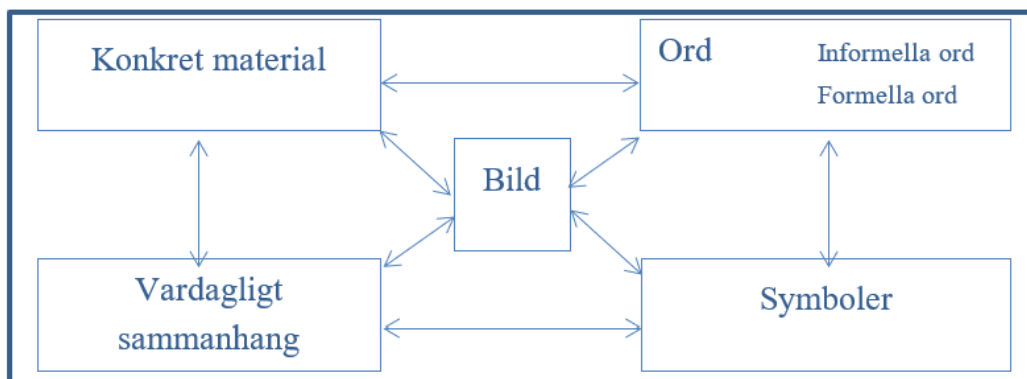 Konkret material
Ord
Informella ord
Formella ord
Bild
Vardagligt
sammanhang
Symboler